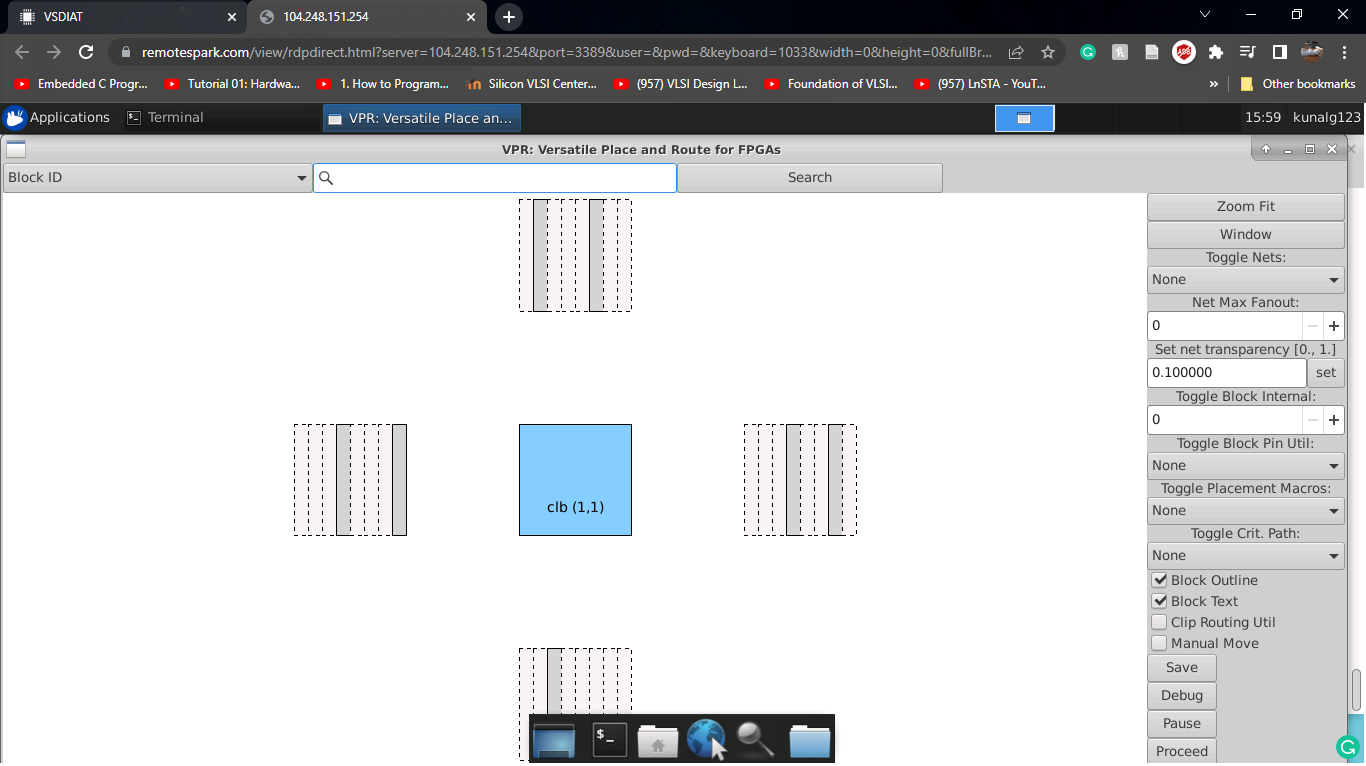 VSDIAT
104.248.151.254
remotespark.com/view/rdpdirect.html?server=104.248.151.254&port=3389&user=&pwd=&keyboard=1033&width=0&height=0&fullBr...
Embedded C Progr... Tutorial 01: Hardwa... 1. How to Program... Silicon VLSI Center... (957) VLSI Design L... Foundation of VLSI... (957) LnSTA - YouT... » Other bookmarks
Applications Terminal VPR: Versatile Place an... 15:59 kunalg123
VPR: Versatile Place and Route for FPGAs
Block ID Search
Zoom Fit
Window
Toggle Nets:
None
Net Max Fanout:
0
Set net transparency [0., 1.]
0.100000 set
Toggle Block Internal:
0
Toggle Block Pin Util:
None
Toggle Placement Macros:
None
Toggle Crit. Path:
None
Block Outline
Block Text
Clip Routing Util
Manual Move
Save
Debug
Pause
Proceed
clb (1,1)